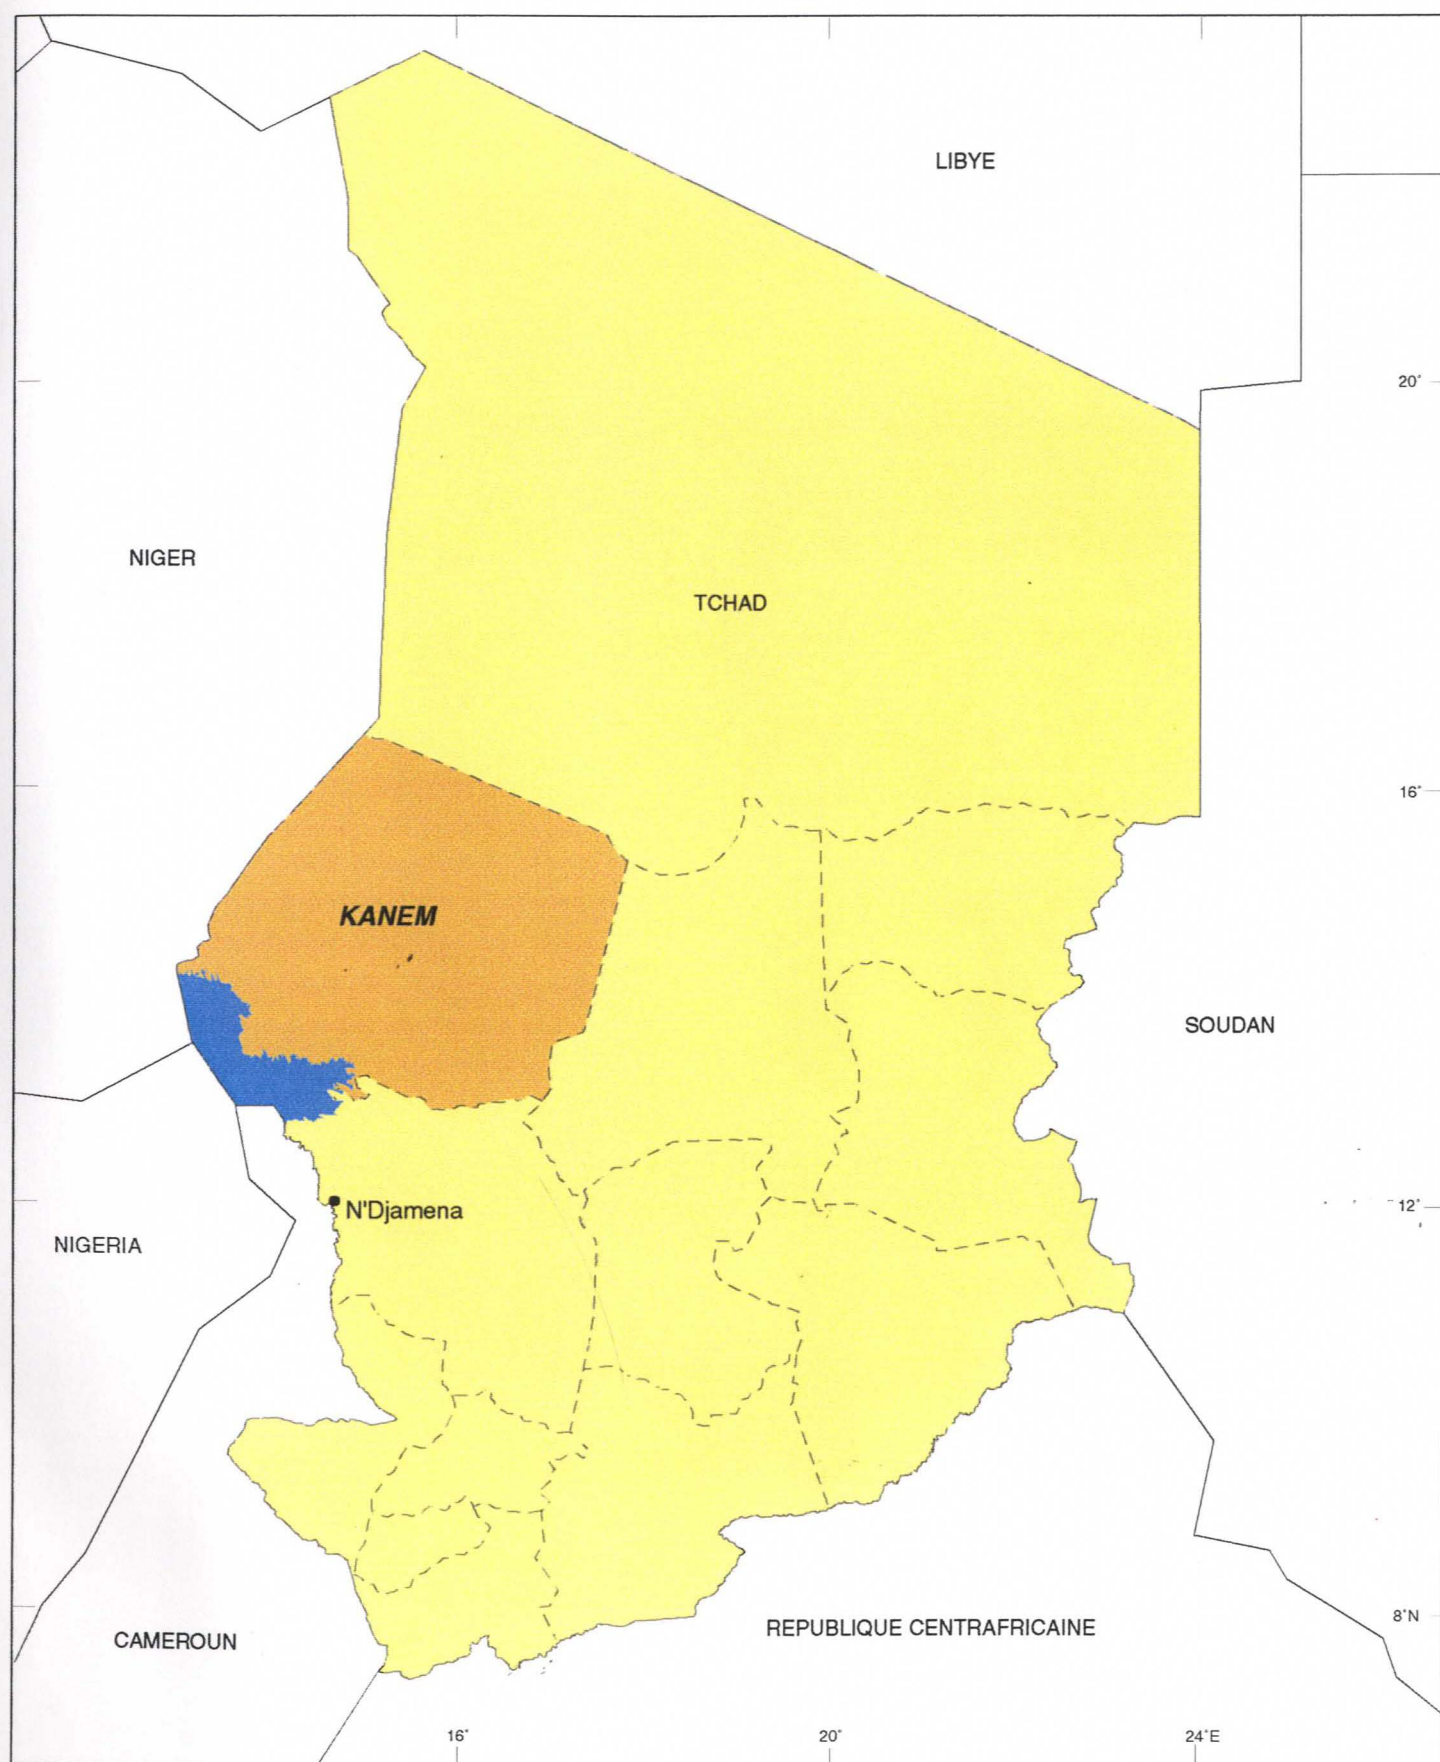 LIBYE
20°
NIGER
TCHAD
16°
KANEM
SOUDAN
12°
N'Djamena
NIGERIA
8°N
REPUBLIQUE CENTRAFRICAINE
CAMEROUN
16°
20°
24°E